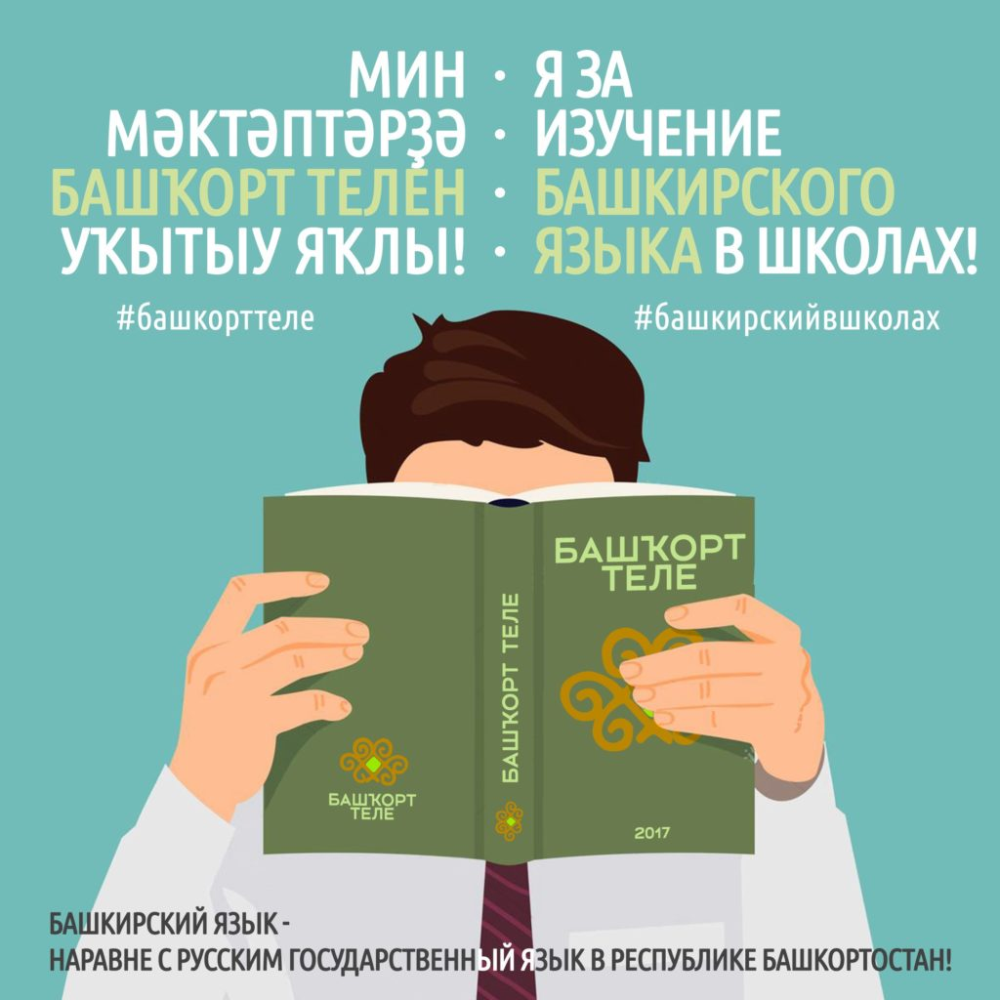 МИН
МӘКТӘПТӘРҘӘ
БАШҠОРТ ТЕЛЕН
УҠЫТЫУ ЯҠЛЫ!
#башкорттеле
Я ЗА
ИЗУЧЕНИЕ
БАШКИРСКОГО
ЯЗЫКА В ШКОЛАХ!
#башкирскийвшколах
БАШҠОРТ
ТЕЛЕ
БАШҠОРТ ТЕЛЕ
БАШҠОРТ
ТЕЛЕ
2017
БАШКИРСКИЙ ЯЗЫК -
НАРАВНЕ С РУССКИМ ГОСУДАРСТВЕННЫЙ ЯЗЫК В РЕСПУБЛИКЕ БАШКОРТОСТАН!